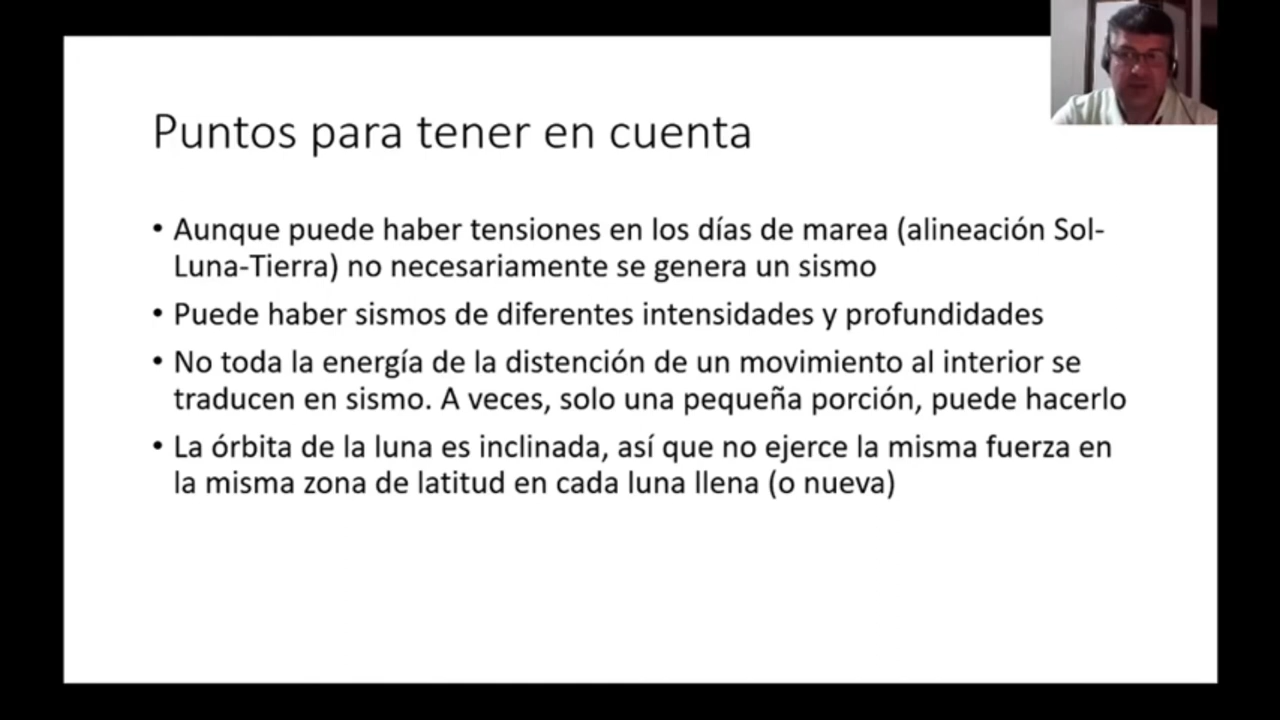 Puntos para tener en cuenta
• Aunque puede haber tensiones en los días de marea (alineación Sol-
Luna-Tierra) no necesariamente se genera un sismo
• Puede haber sismos de diferentes intensidades y profundidades
• No toda la energía de la distención de un movimiento al interior se
traducen en sismo. A veces, solo una pequeña porción, puede hacerlo
• La órbita de la luna es inclinada, así que no ejerce la misma fuerza en
la misma zona de latitud en cada luna llena (o nueva)